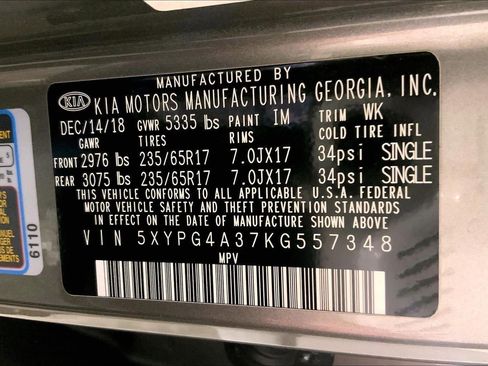 MANUFACTURED BY
KIA KIA MOTORS MANUFACTURING GEORGIA, INC.
DEC/14/18 GVWR 5335 lbs PAINT IM TRIM WK
GAWR TIRES RIMS COLD TIRE INFL
FRONT 2976 lbs 235/65R17 7.0JX17 34psi SINGLE
REAR 3075 lbs 235/65R17 7.0JX17 34psi SINGLE
THIS VEHICLE CONFORMS TO ALL APPLICABLE U.S.A. FEDERAL
MOTOR VEHICLE SAFETY AND THEFT PREVENTION STANDARDS
IN EFFECT ON THE DATE OF MANUFACTURE SHOWN ABOVE.
VIN 5XYPG4A37KG557348
MPV
6110